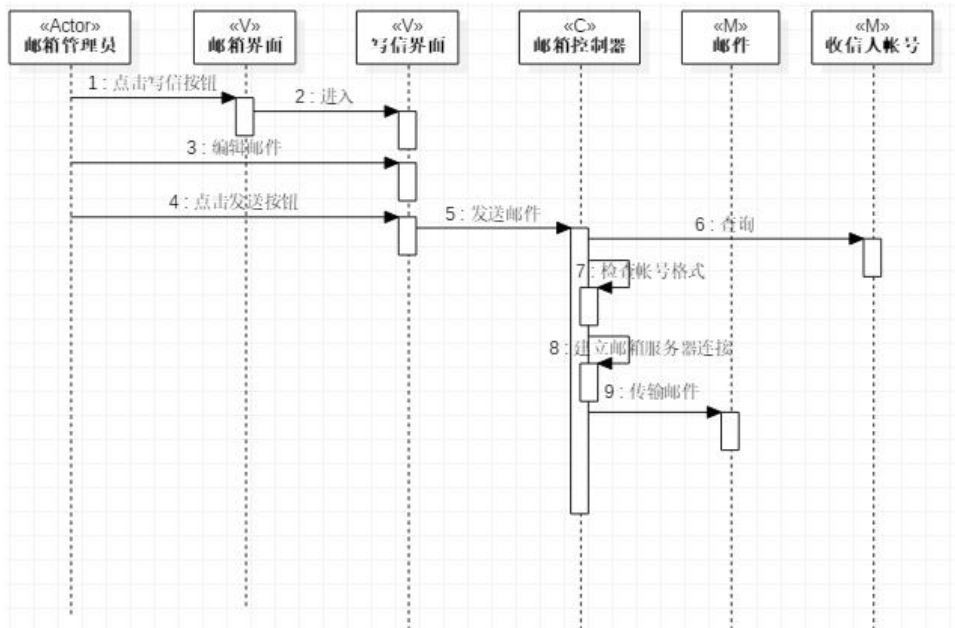 «Actor» «V» «V» «C» «M» «M»
邮箱管理员 邮箱界面 写信界面 邮箱控制器 邮件 收信人帐号
1 : 点击写信按钮
2 : 进入
3 : 编辑邮件
4 : 点击发送按钮
5 : 发送邮件
6 : 查询
7 : 检查帐号格式
8 : 建立邮箱服务器连接
9 : 传输邮件